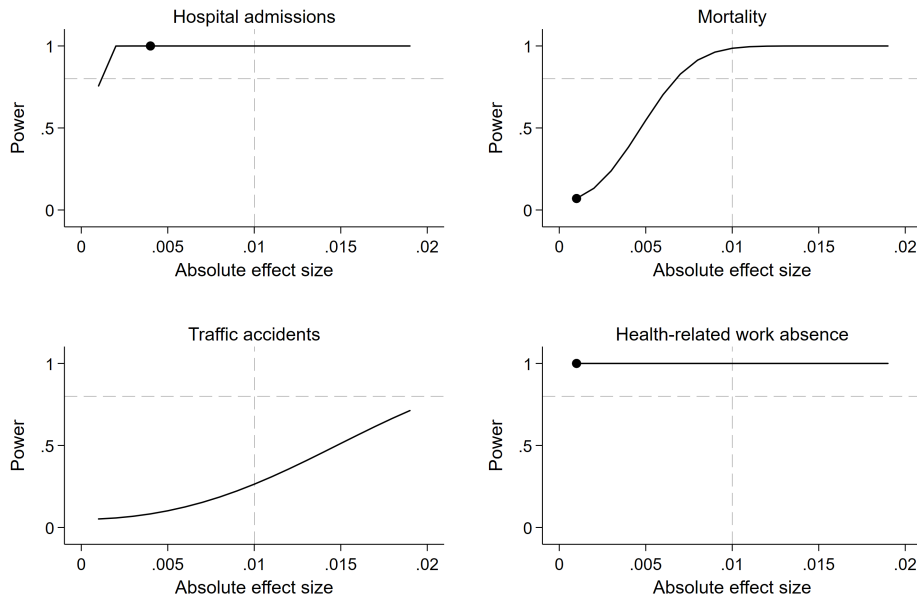 Hospital admissions
1
.5
0
Power
0 .005 .01 .015 .02
Absolute effect size
Mortality
1
.5
0
Power
0 .005 .01 .015 .02
Absolute effect size
Traffic accidents
1
.5
0
Power
0 .005 .01 .015 .02
Absolute effect size
Health-related work absence
1
.5
0
Power
0 .005 .01 .015 .02
Absolute effect size